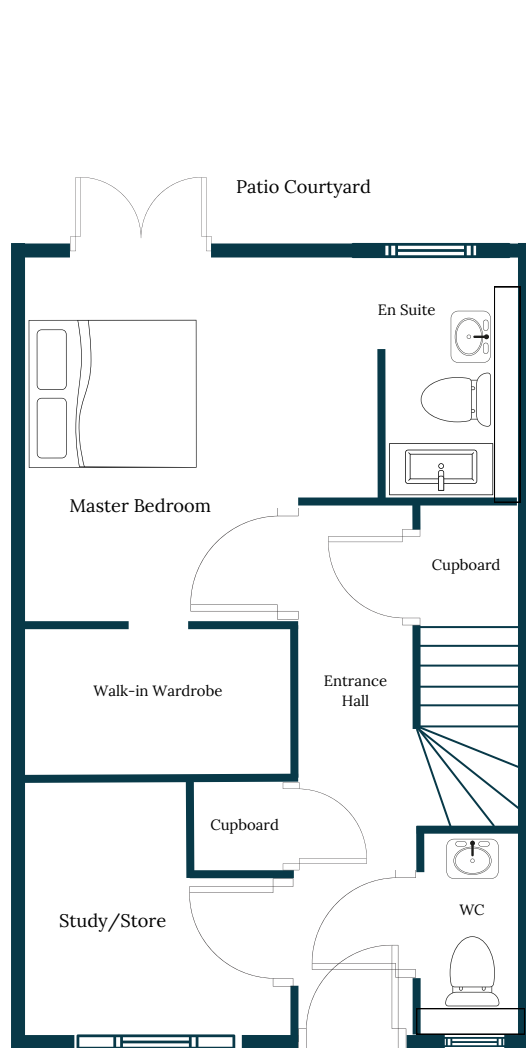 Patio Courtyard
En Suite
Master Bedroom
Cupboard
Entrance
Hall
Walk-in Wardrobe
Cupboard
Study/Store
WC